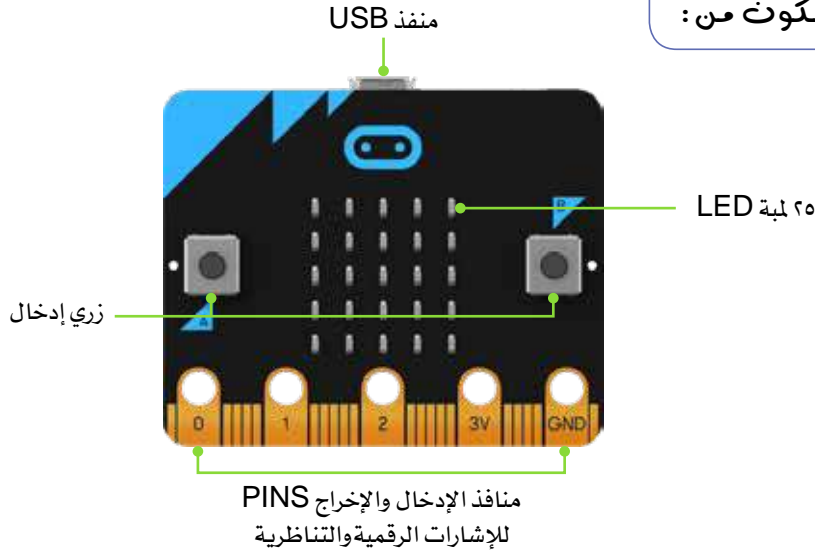 تكون من:
منفذ USB
٢٥ لمبة LED
B
زري إدخال
A
0 1 2 3V GND
منافذ الإدخال والإخراج PINS
للإشارات الرقمية والتناظرية